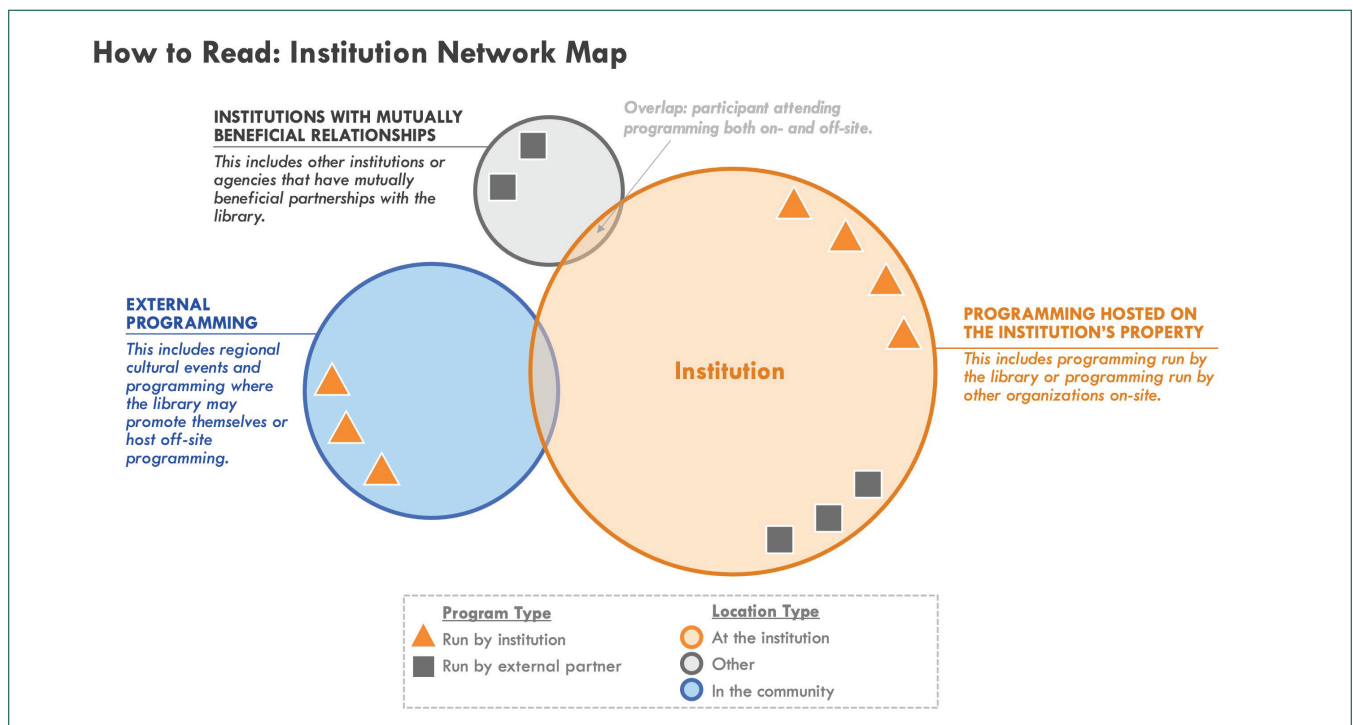 How to Read: Institution Network Map
INSTITUTIONS WITH MUTUALLY
BENEFICIAL RELATIONSHIPS
This includes other institutions or
agencies that have mutually
beneficial partnerships with the
library.
Overlap: participant attending
programming both on- and off-site.
EXTERNAL
PROGRAMMING
This includes regional
cultural events and
programming where
the library may
promote themselves or
host off-site
programming.
Institution
PROGRAMMING HOSTED ON
THE INSTITUTION'S PROPERTY
This includes programming run by
the library or programming run by
other organizations on-site.
Program Type
Run by institution
Run by external partner
Location Type
At the institution
Other
In the community